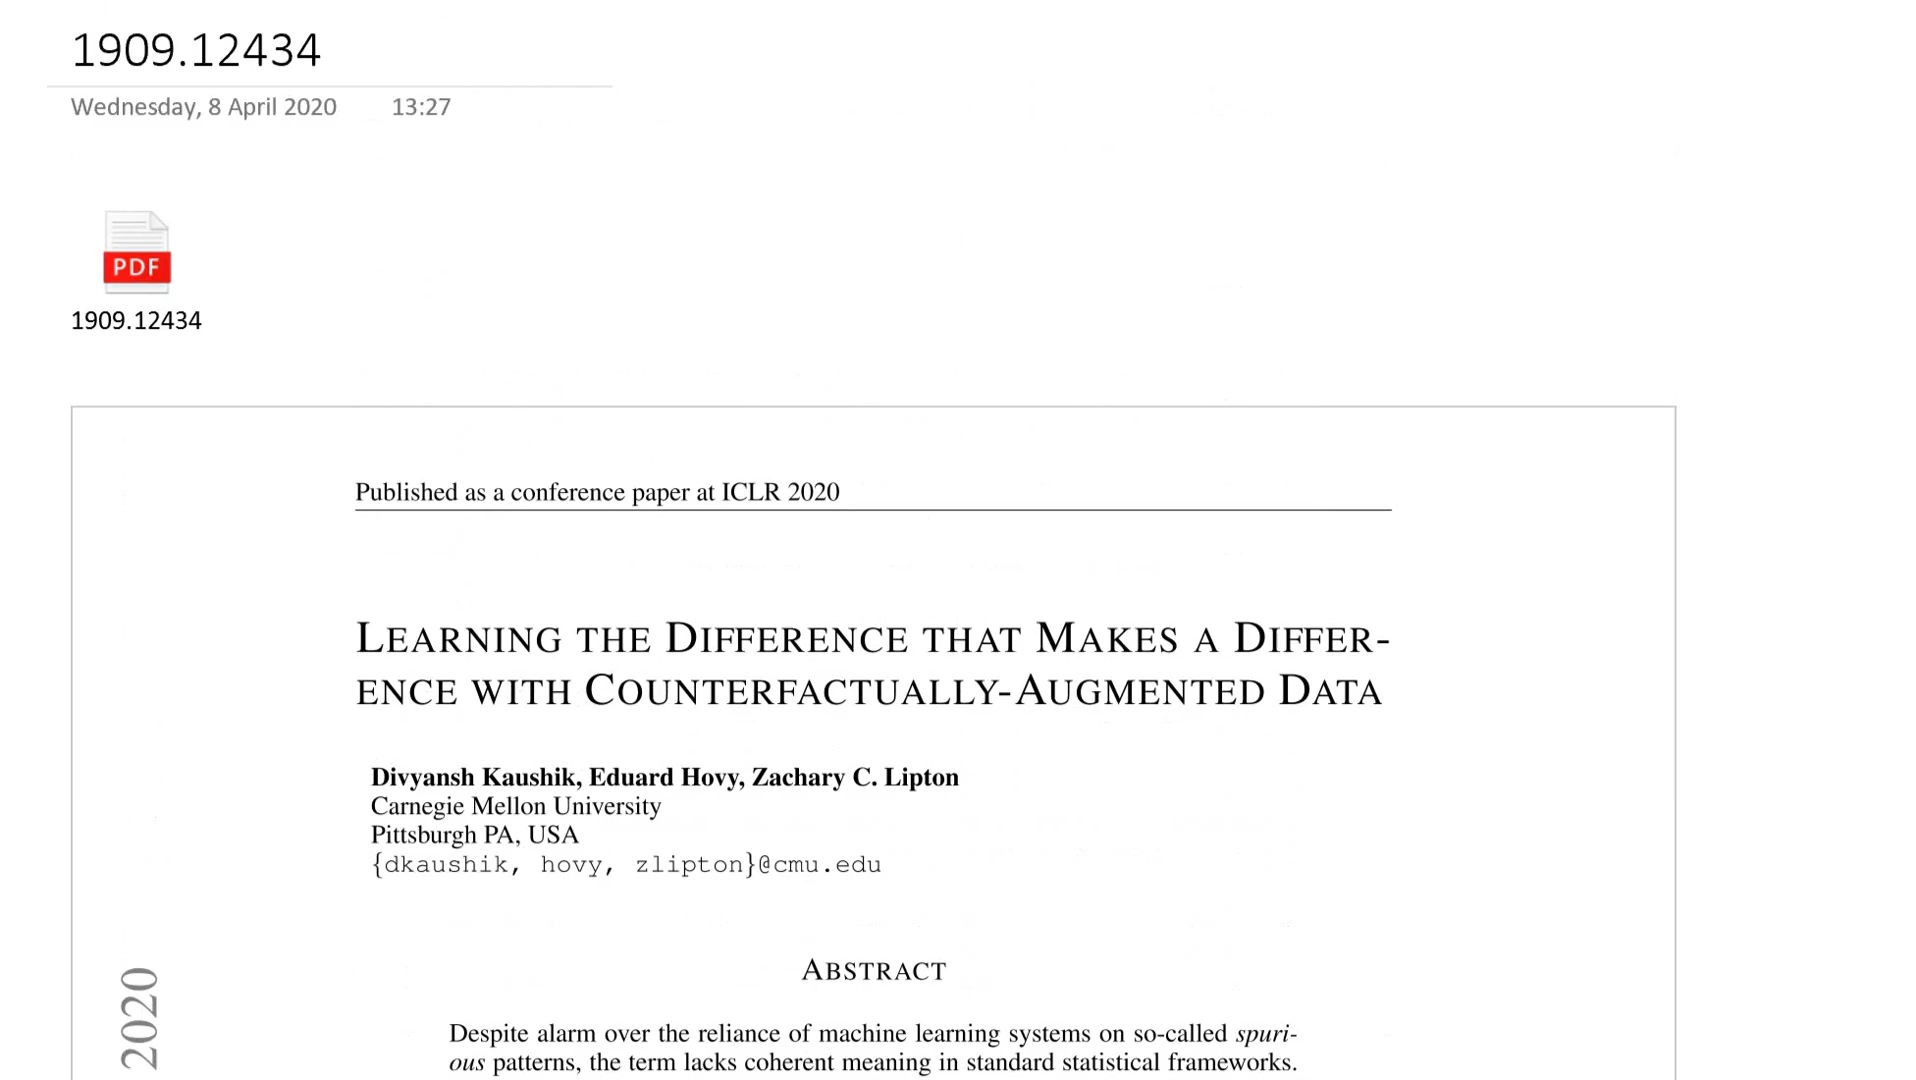 1909.12434
Wednesday, 8 April 2020 13:27
PDF
1909.12434
Published as a conference paper at ICLR 2020
LEARNING THE DIFFERENCE THAT MAKES A DIFFER-
ENCE WITH COUNTERFACTUALLY-AUGMENTED DATA
Divyansh Kaushik, Eduard Hovy, Zachary C. Lipton
Carnegie Mellon University
Pittsburgh PA, USA
{dkaushik, hovy, zlipton}@cmu.edu
ABSTRACT
2020
Despite alarm over the reliance of machine learning systems on so-called spuri-
ous patterns, the term lacks coherent meaning in standard statistical frameworks.